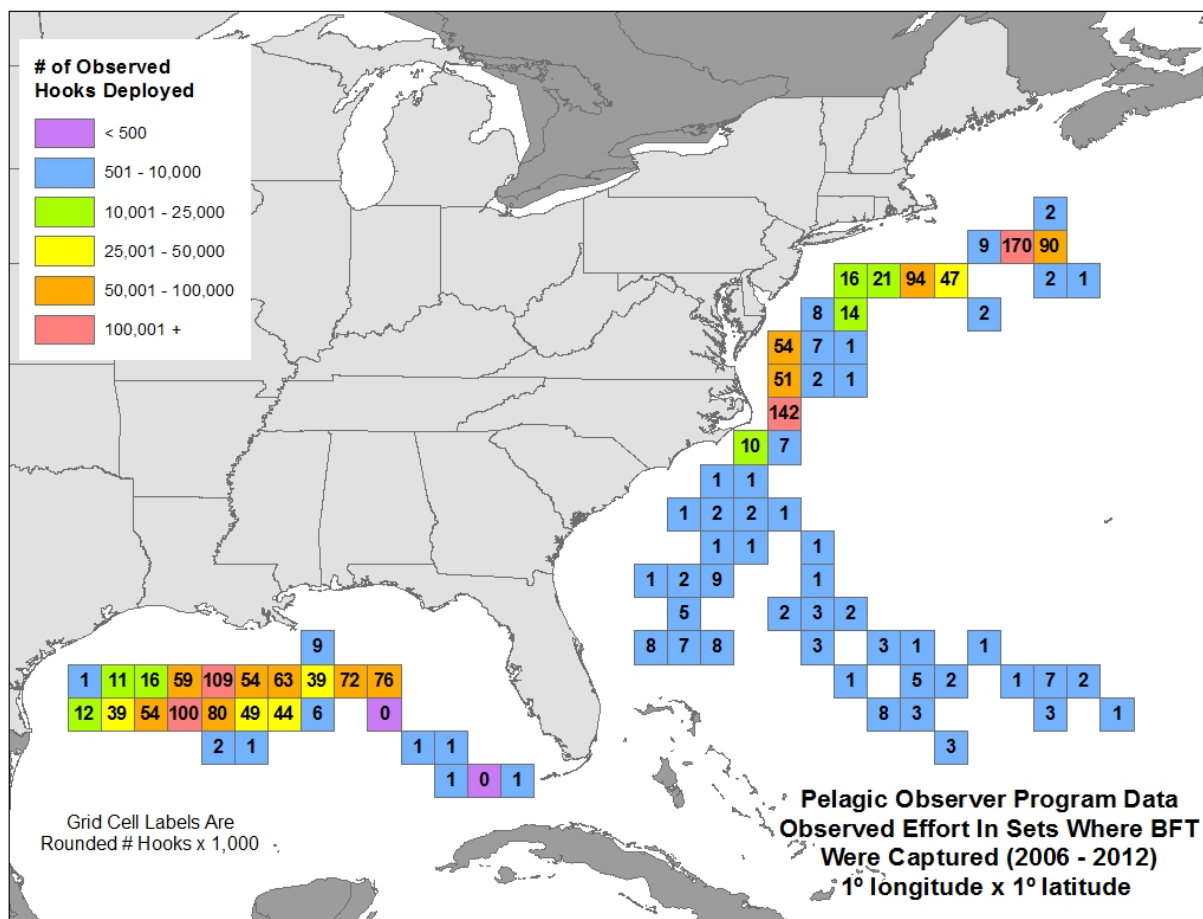 # of Observed
Hooks Deployed
< 500
501 - 10,000
10,001 - 25,000
25,001 - 50,000
50,001 - 100,000
100,001 +
2
9 170 90
16 21 94 47 2 1
8 14 2
54 7 1
51 2 1
142
10 7
1 1
1 2 2 1
1 1 1
1 2 9 1
5 2 3 2
9 8 7 8 3 3 1 1
1 11 16 59 109 54 63 39 72 76 1 5 2 1 7 2
12 39 54 100 80 49 44 6 0 8 3 3 1
2 1 1 1 3
1 0 1
Grid Cell Labels Are
Rounded # Hooks x 1,000
Pelagic Observer Program Data
Observed Effort In Sets Where BFT
Were Captured (2006 - 2012)
1º longitude x 1º latitude